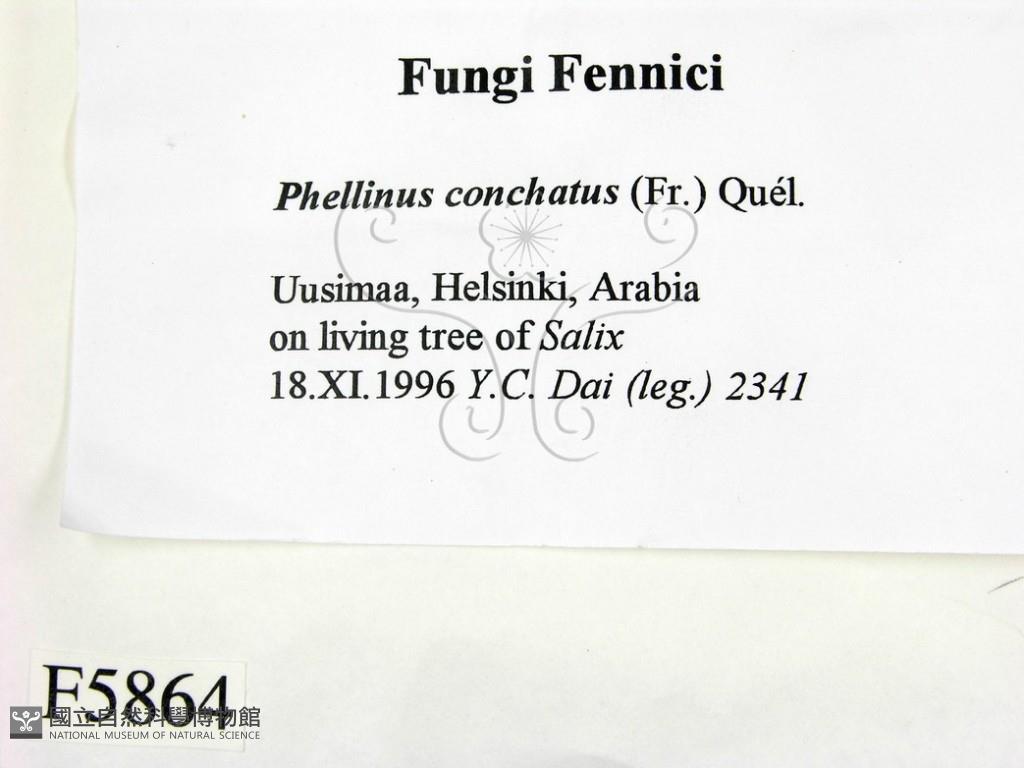 Fungi Fennici
Phellinus conchatus (Fr.) Quél.
Uusimaa, Helsinki, Arabia
on living tree of Salix
18.XI.1996 Y.C. Dai (leg.) 2341
F5864
國立自然科學博物館
NATIONAL MUSEUM OF NATURAL SCIENCE